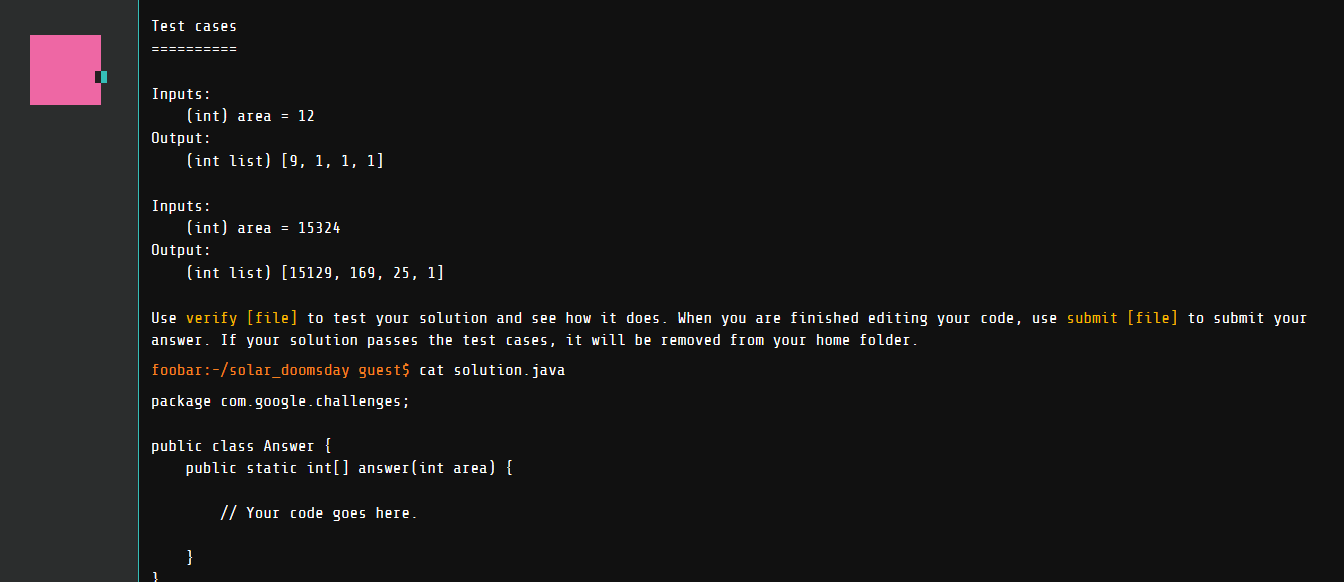 Test cases
==========
Inputs:
(int) area = 12
Output:
(int list) [9, 1, 1, 1]
Inputs:
(int) area = 15324
Output:
(int list) [15129, 169, 25, 1]
Use verify [file] to test your solution and see how it does. When you are finished editing your code, use submit [file] to submit your
answer. If your solution passes the test cases, it will be removed from your home folder.
foobar:~/solar_doomsday guest$ cat solution.java
package com.google.challenges;
public class Answer {
public static int[] answer(int area) {
// Your code goes here.
}
}